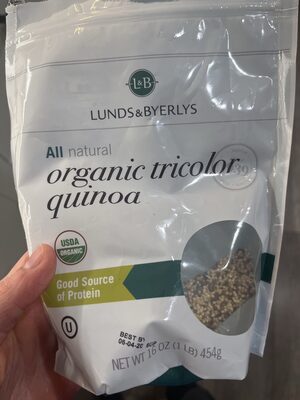 L&B
LUNDS&BYERLYS
All natural
organic tricolor
quinoa
USDA
ORGANIC
Good Source
of Protein
U
BEST BY
NET WT 16 OZ (1 LB) 454g